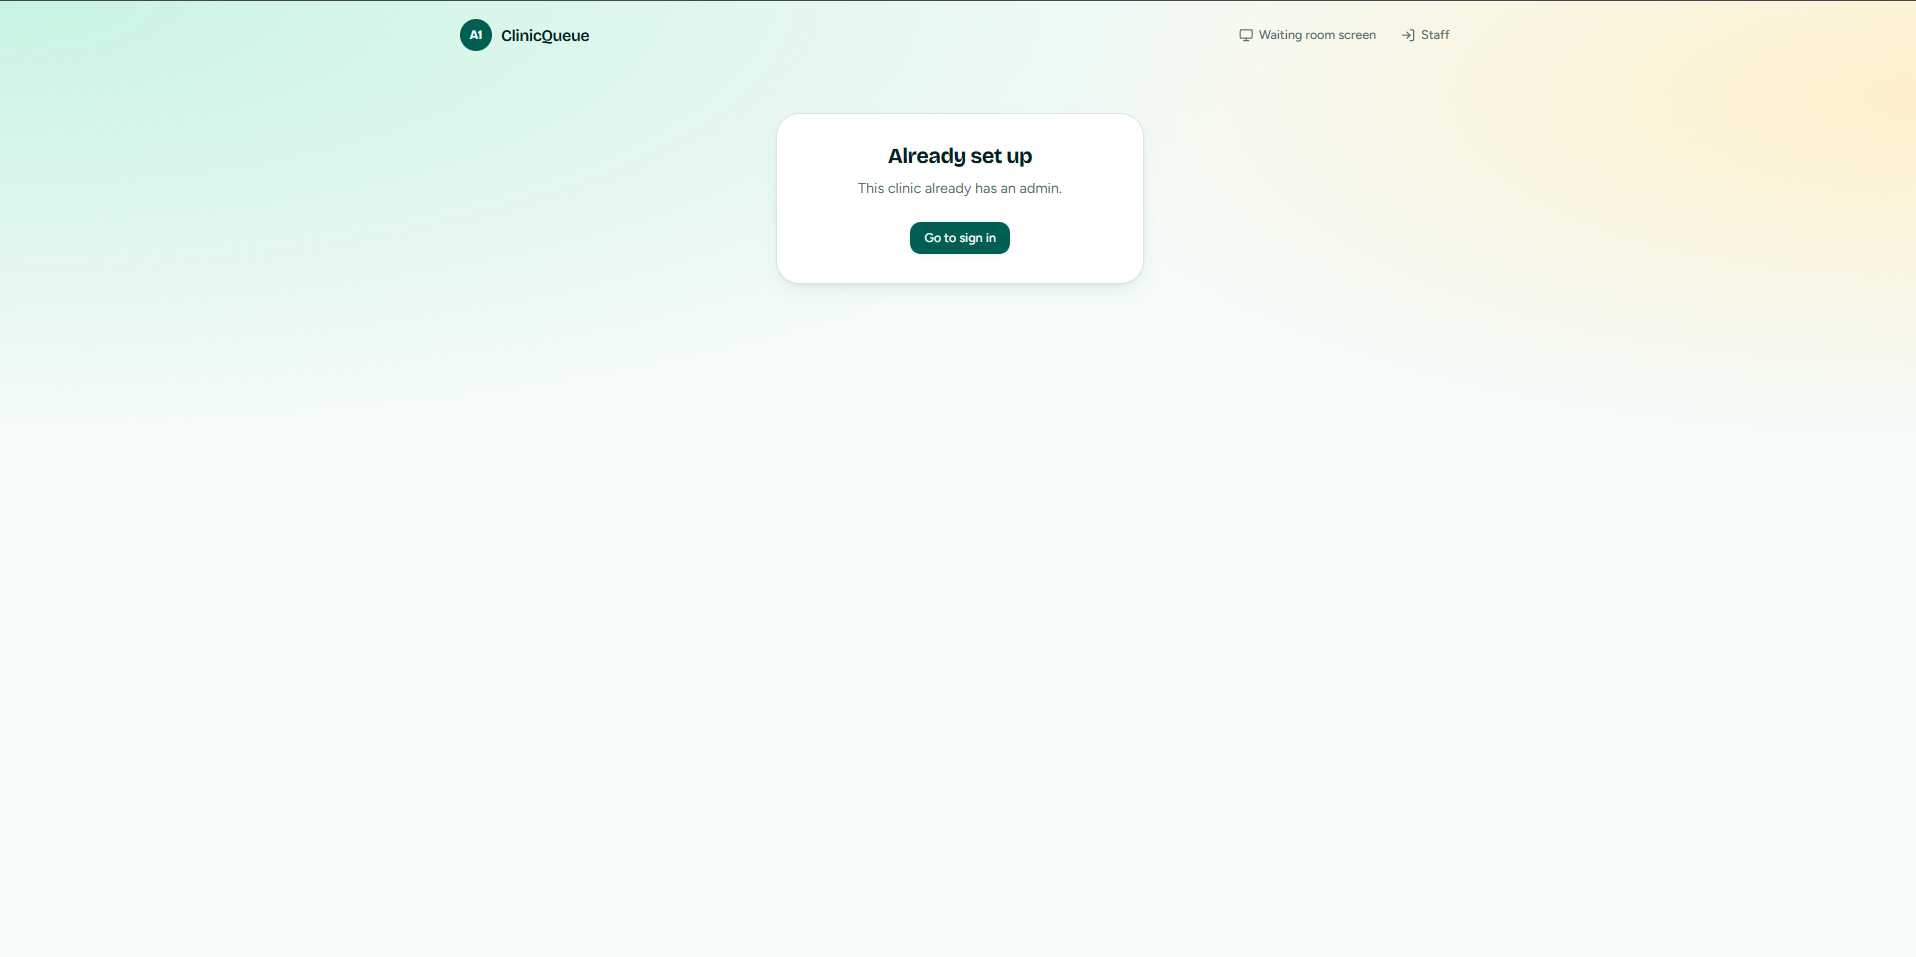 A1 ClinicQueue
Waiting room screen
Staff
Already set up
This clinic already has an admin.
Go to sign in